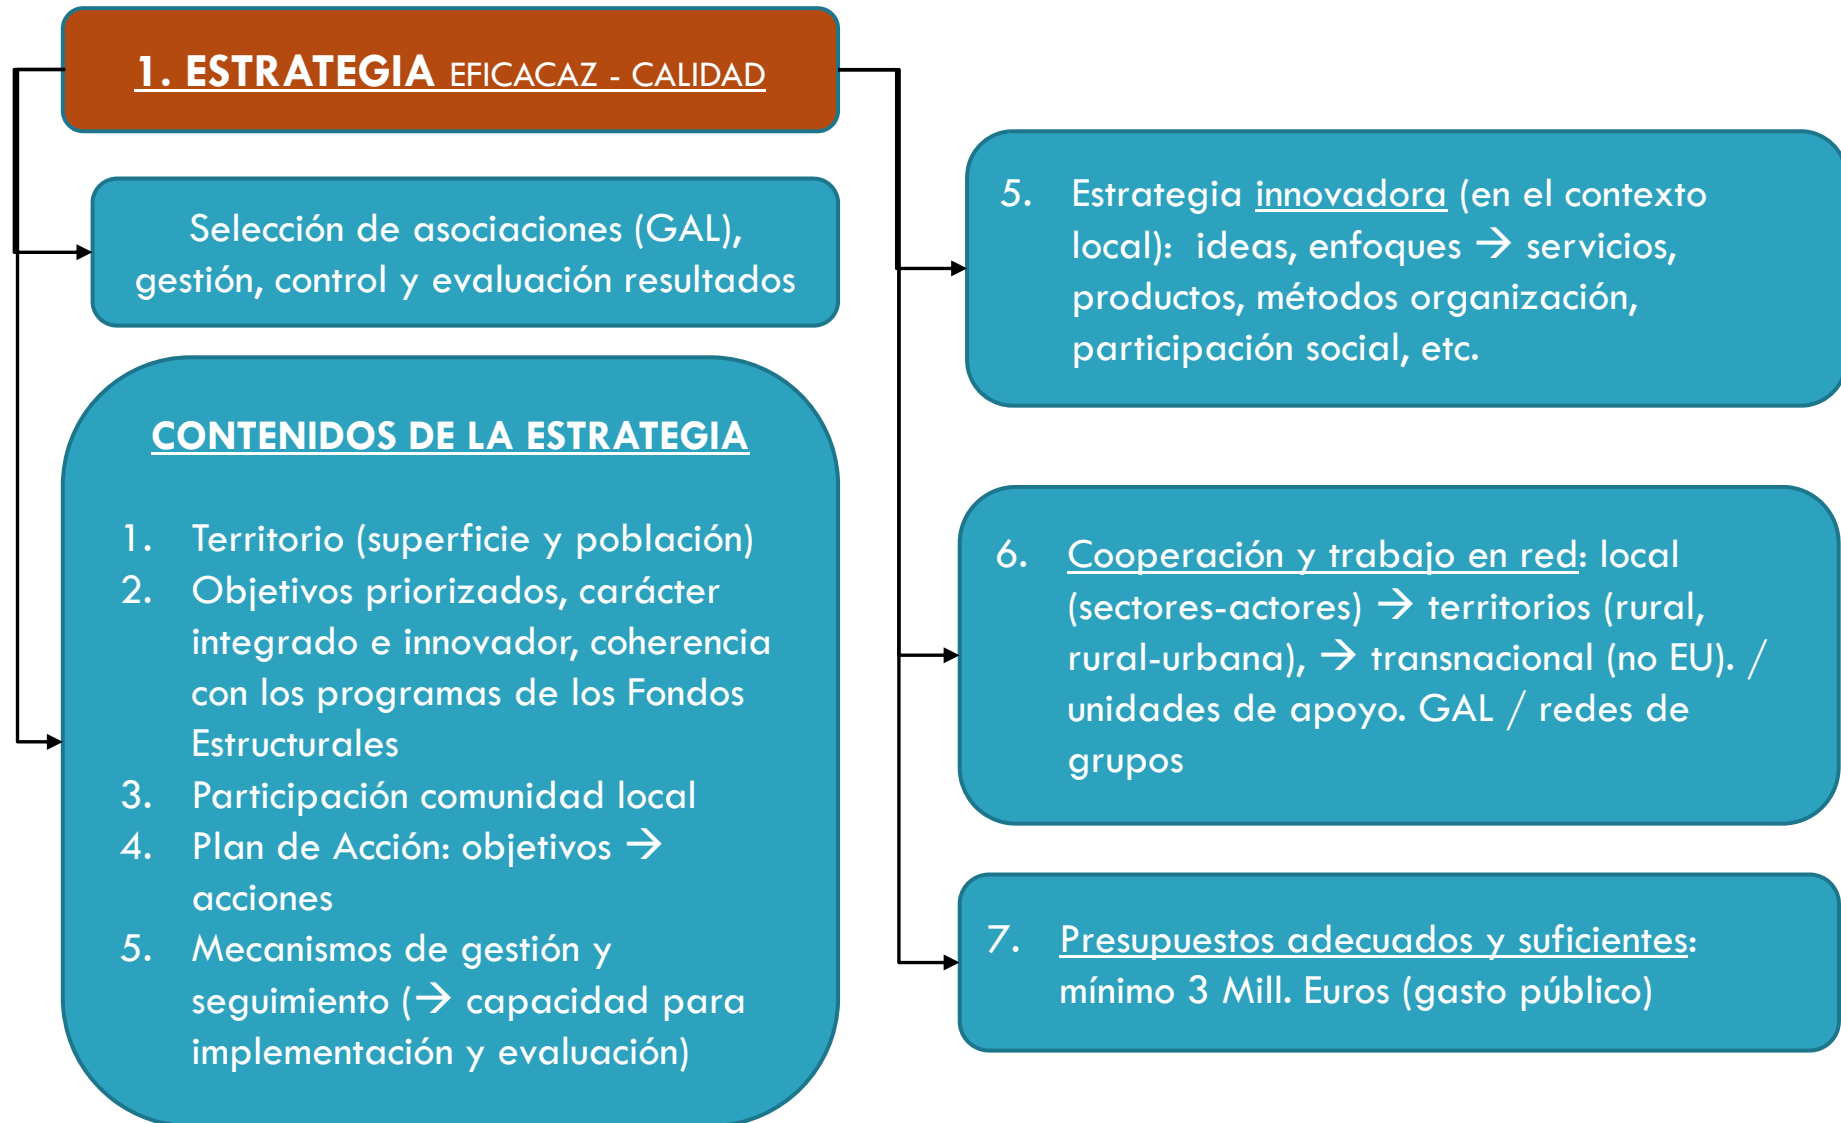 1. ESTRATEGIA EFICACAZ - CALIDAD
Selección de asociaciones (GAL),
gestión, control y evaluación resultados
CONTENIDOS DE LA ESTRATEGIA
1. Territorio (superficie y población)
2. Objetivos priorizados, carácter
integrado e innovador, coherencia
con los programas de los Fondos
Estructurales
3. Participación comunidad local
4. Plan de Acción: objetivos →
acciones
5. Mecanismos de gestión y
seguimiento (→ capacidad para
implementación y evaluación)
5. Estrategia innovadora (en el contexto
local): ideas, enfoques → servicios,
productos, métodos organización,
participación social, etc.
6. Cooperación y trabajo en red: local
(sectores-actores) → territorios (rural,
rural-urbana), → transnacional (no EU). /
unidades de apoyo. GAL / redes de
grupos
7. Presupuestos adecuados y suficientes:
mínimo 3 Mill. Euros (gasto público)